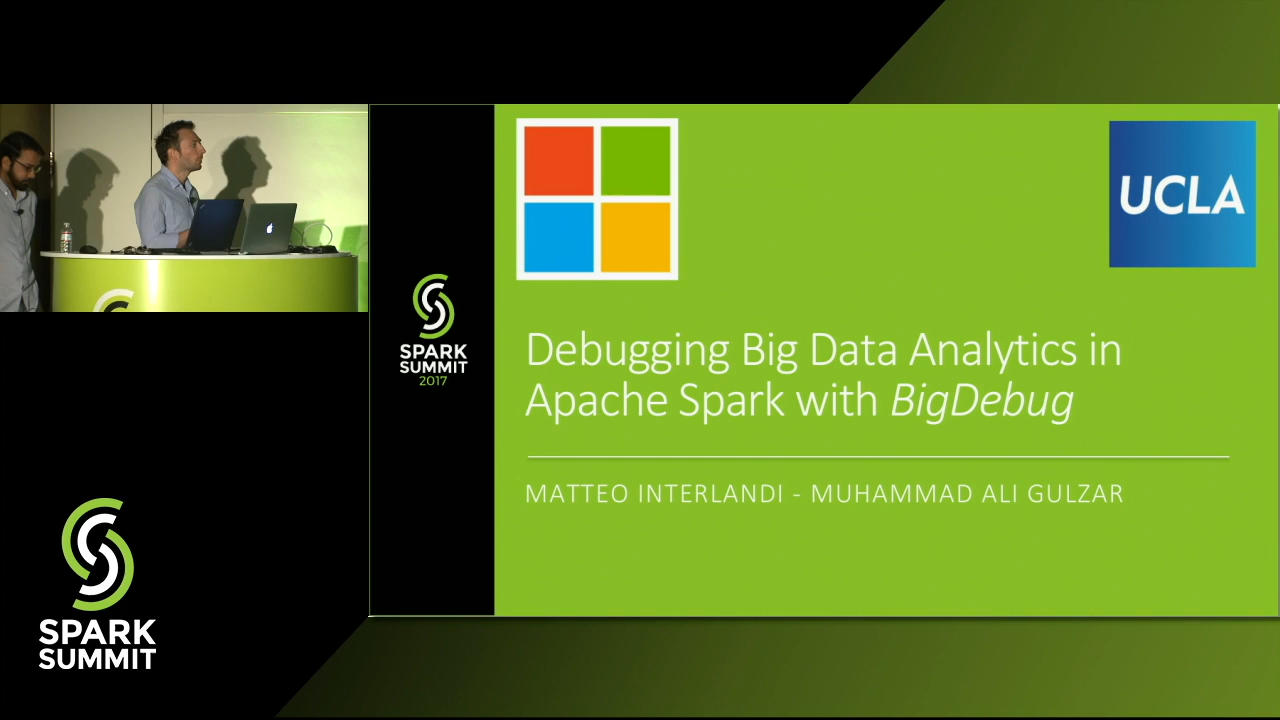 UCLA
SPARK
SUMMIT
2017
Debugging Big Data Analytics in
Apache Spark with BigDebug
MATTEO INTERLANDI - MUHAMMAD ALI GULZAR
SPARK
SUMMIT